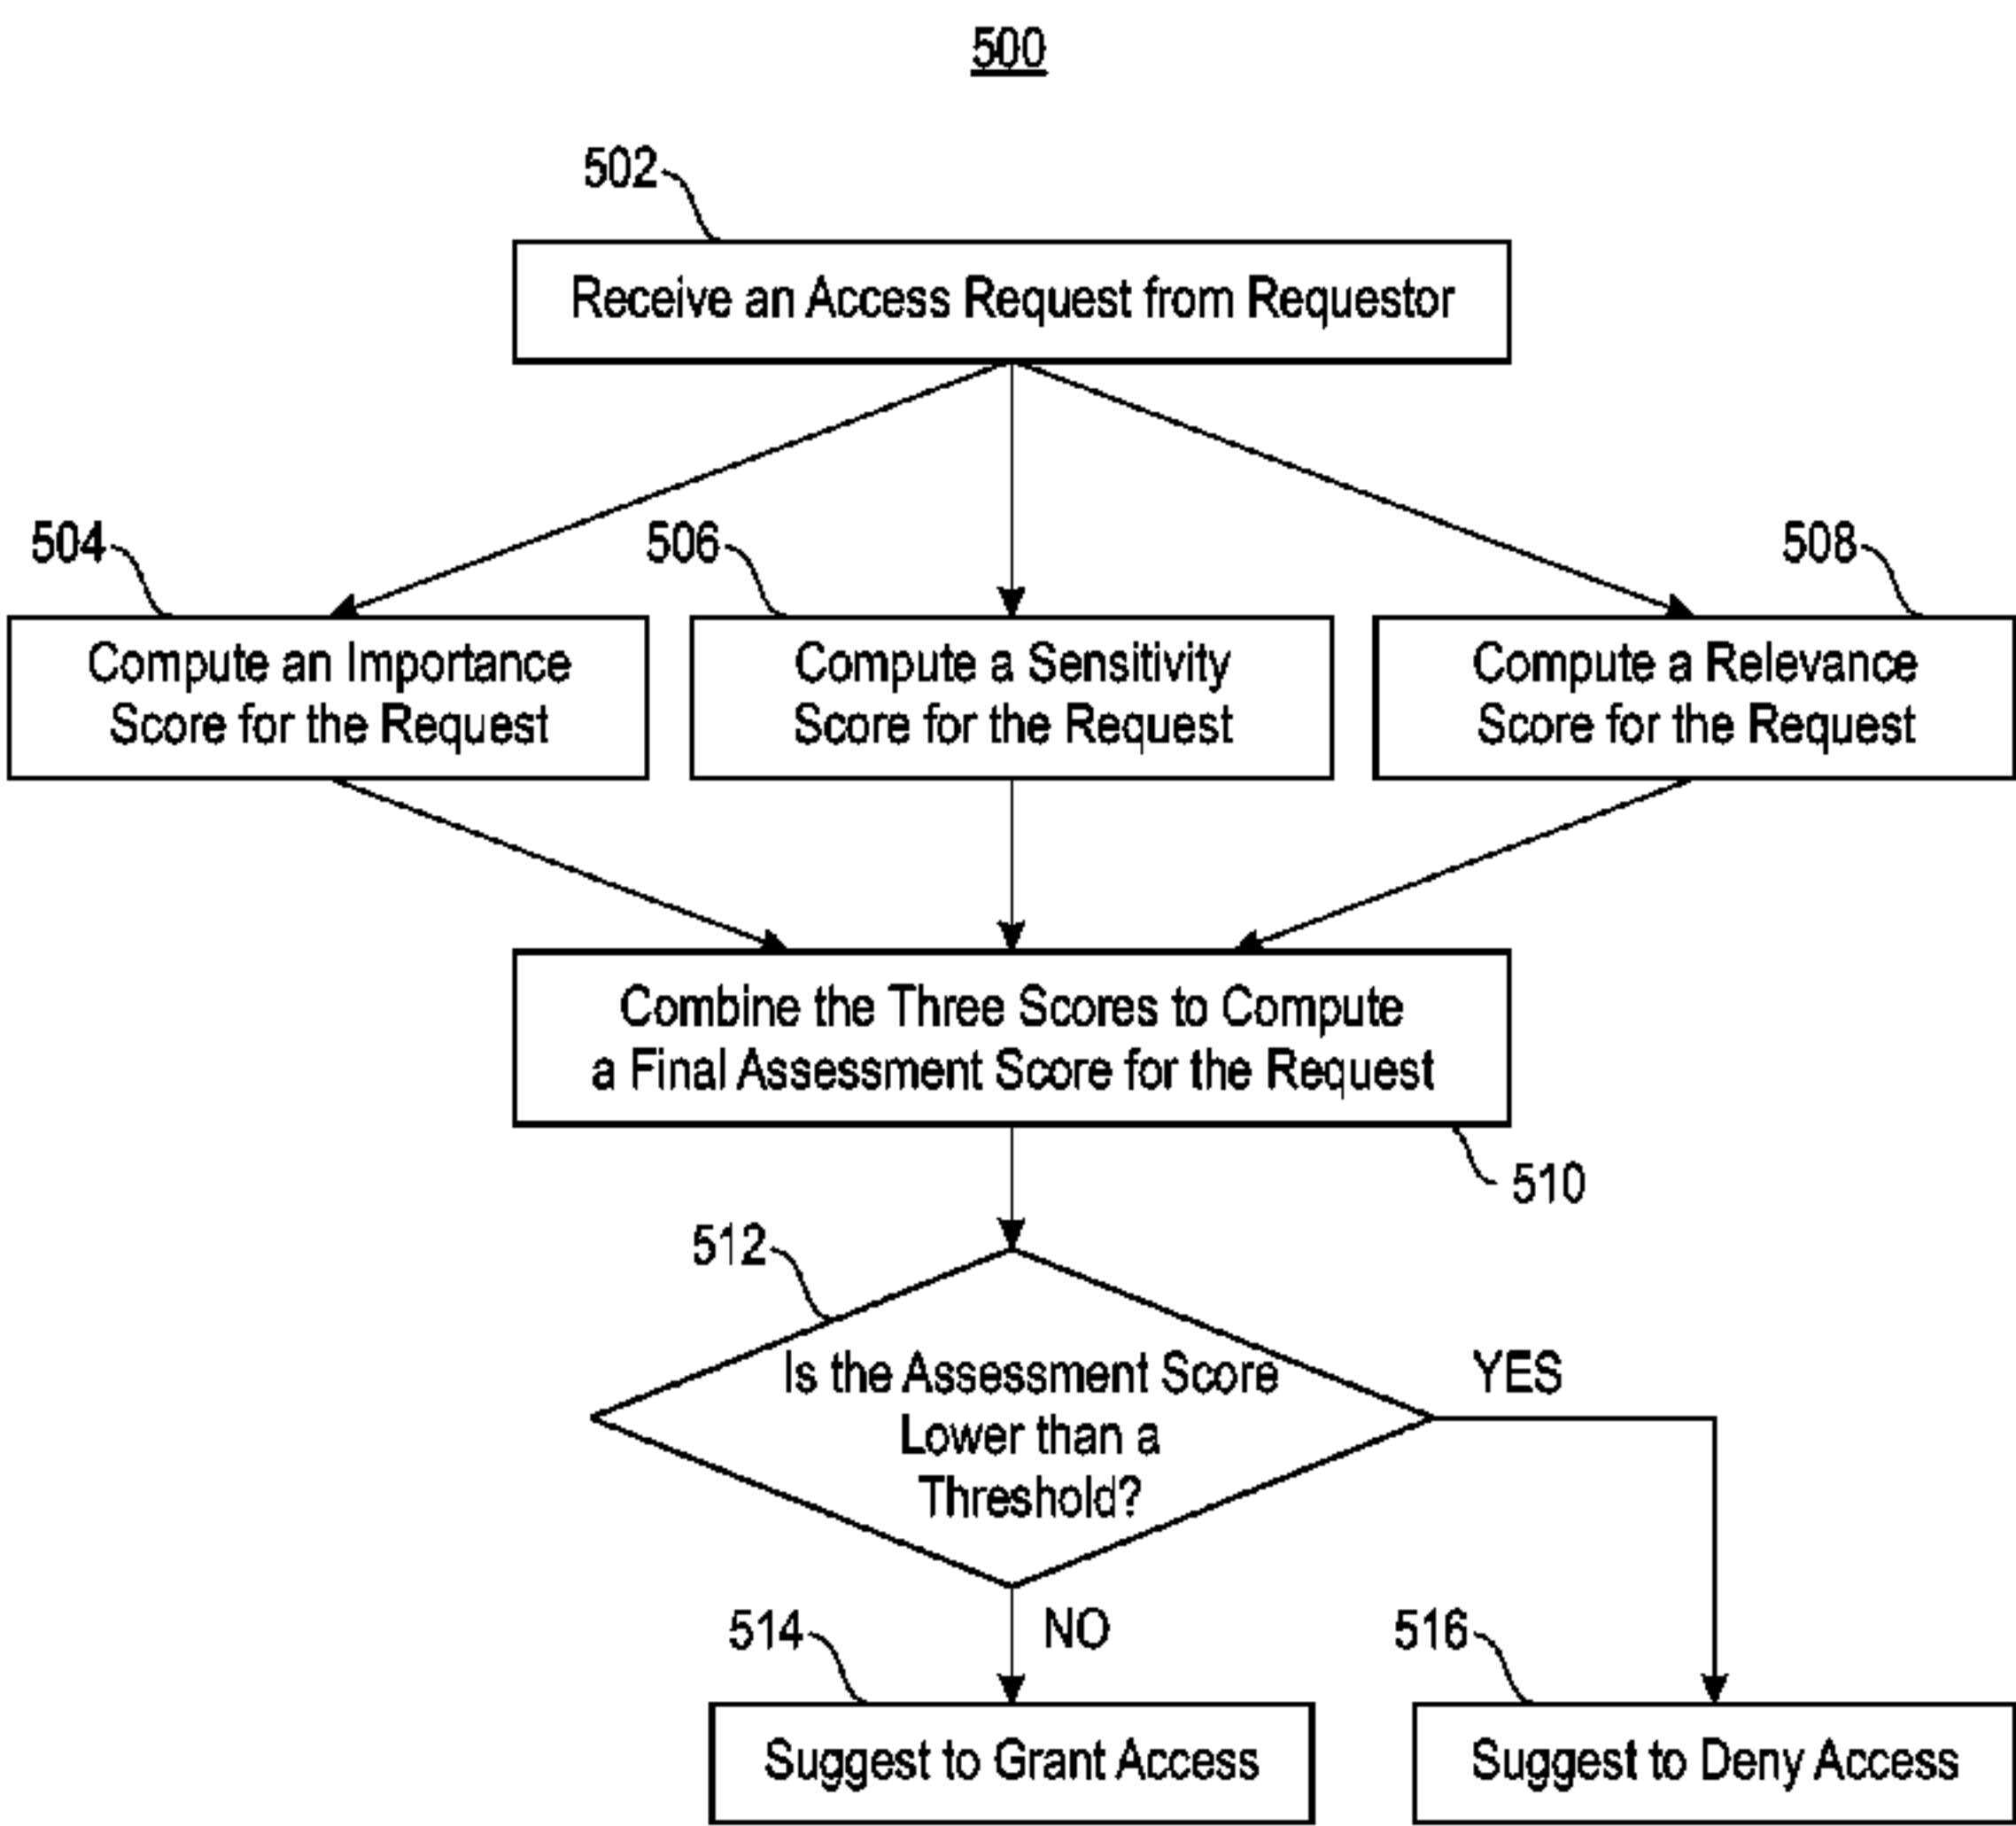 500
502
Receive an Access Request from Requestor
504
506
508
Compute an Importance
Score for the Request
Compute a Sensitivity
Score for the Request
Compute a Relevance
Score for the Request
Combine the Three Scores to Compute
a Final Assessment Score for the Request
510
512
Is the Assessment Score
Lower than a
Threshold?
YES
NO
514
516
Suggest to Grant Access
Suggest to Deny Access